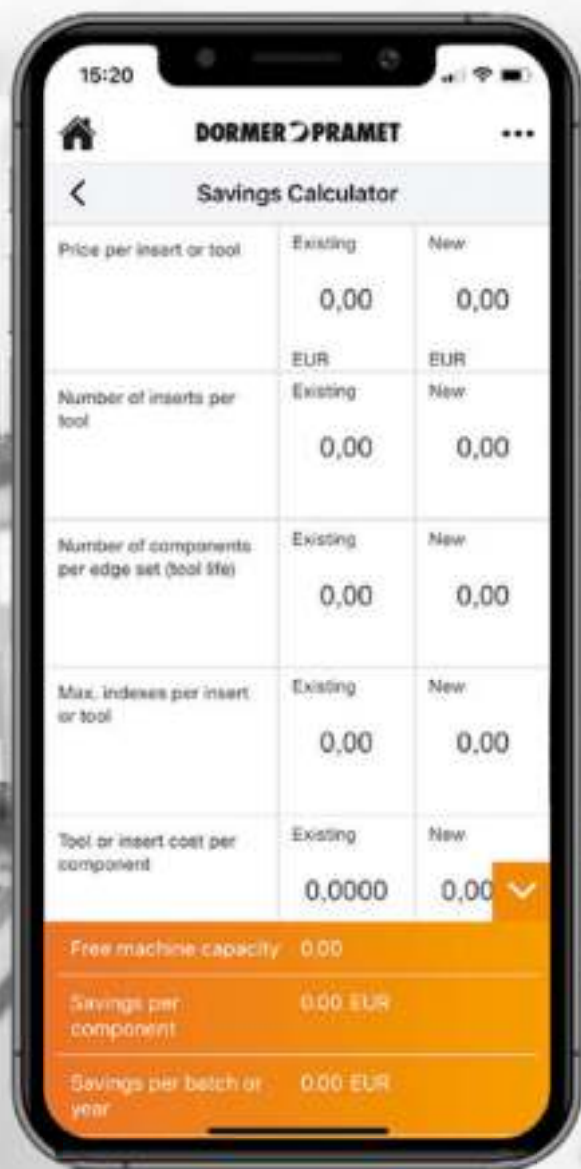 15:20
DORMER PRAMET
Savings Calculator
Price per insert or tool
Existing
New
0,00
0,00
EUR
EUR
Number of inserts per
tool
Existing
New
0,00
0,00
Number of components
per edge set (tool life)
Existing
New
0,00
0,00
Max. indexes per insert
or tool
Existing
New
0,00
0,00
Tool or insert cost per
component
Existing
New
0,0000
0,00
Free machine capacity 0.00
Savings per
component
0.00 EUR
Savings per batch or
year
0.00 EUR